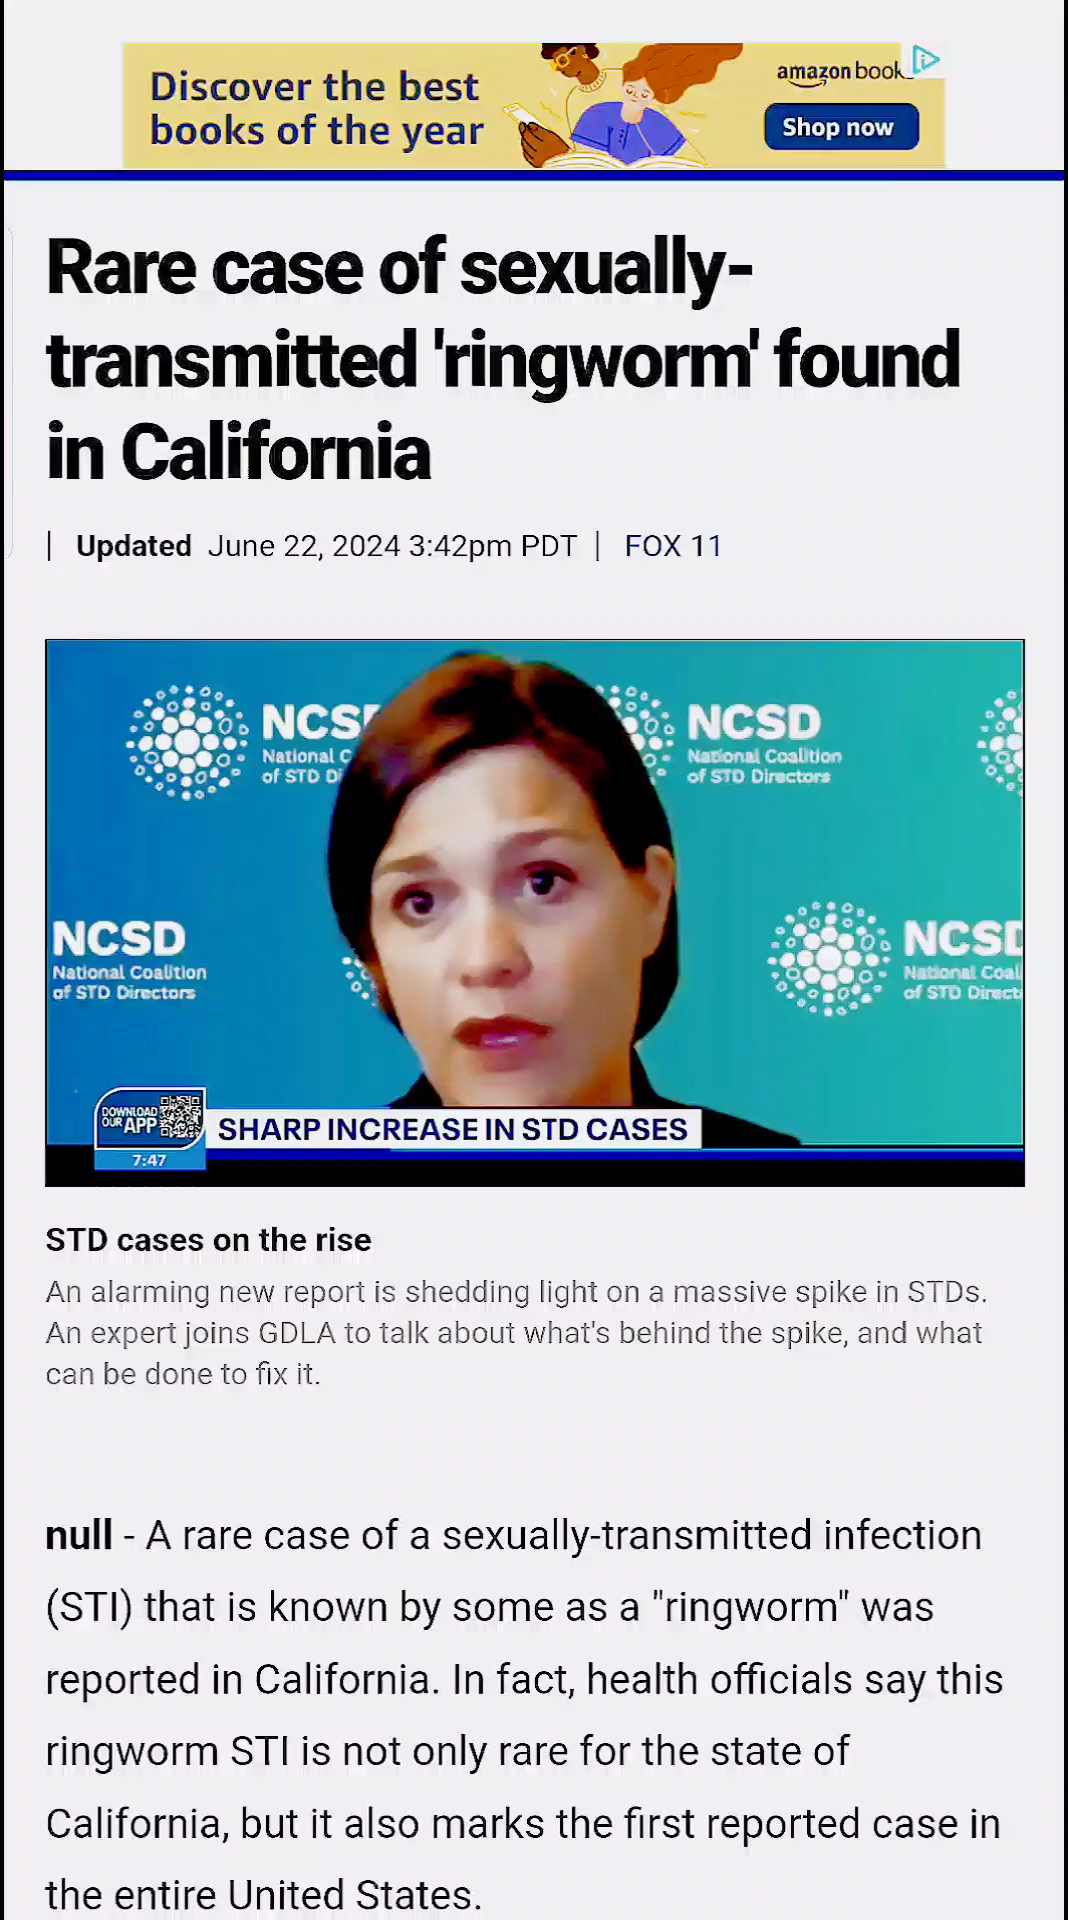 Discover the best
books of the year
amazon book
Shop now
Rare case of sexually-
transmitted 'ringworm' found
in California
| Updated June 22, 2024 3:42pm PDT | FOX 11
NCSD
National Coalition
of STD Directors
NCSD
National Coalition
of STD Directors
DOWNLOAD
OUR APP
7:47
SHARP INCREASE IN STD CASES
STD cases on the rise
An alarming new report is shedding light on a massive spike in STDs.
An expert joins GDLA to talk about what's behind the spike, and what
can be done to fix it.
null - A rare case of a sexually-transmitted infection
(STI) that is known by some as a "ringworm" was
reported in California. In fact, health officials say this
ringworm STI is not only rare for the state of
California, but it also marks the first reported case in
the entire United States.